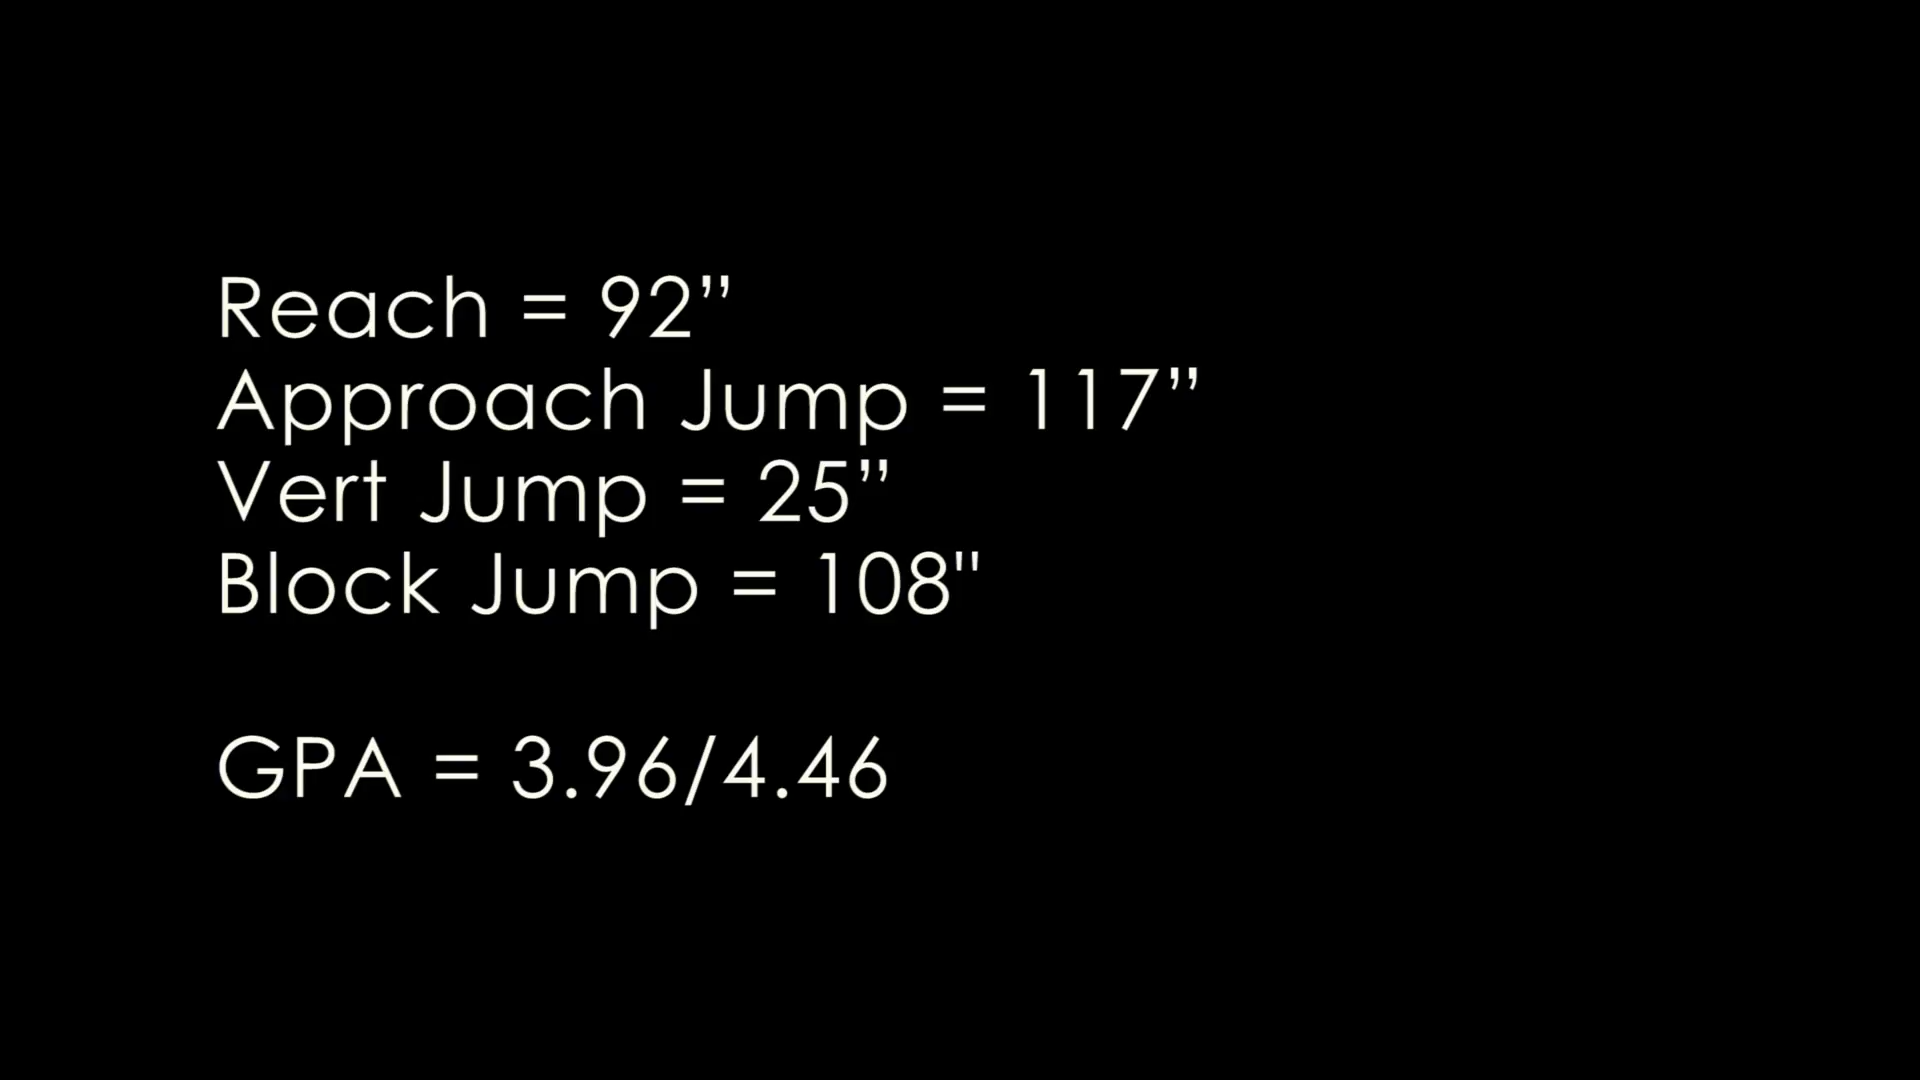 Reach = 92”
Approach Jump = 117”
Vert Jump = 25”
Block Jump = 108"
GPA = 3.96/4.46